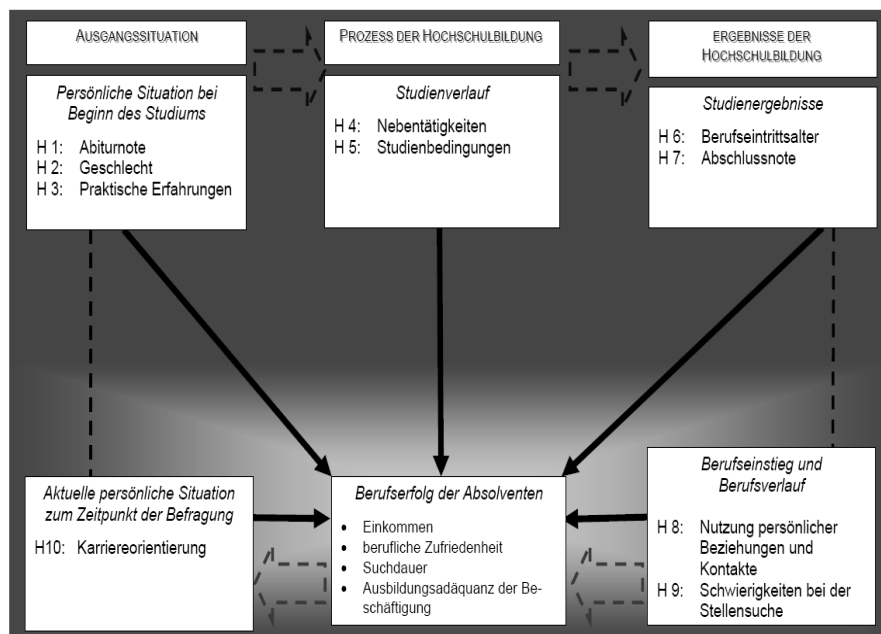 AUSGANGSSITUATION
PROZESS DER HOCHSCHULBILDUNG
ERGEBNISSE DER
HOCHSCHULBILDUNG
Persönliche Situation bei
Beginn des Studiums
H 1: Abiturnote
H 2: Geschlecht
H 3: Praktische Erfahrungen
Studienverlauf
H 4: Nebentätigkeiten
H 5: Studienbedingungen
Studienergebnisse
H 6: Berufseintrittsalter
H 7: Abschlussnote
Aktuelle persönliche Situation
zum Zeitpunkt der Befragung
H10: Karriereorientierung
Berufserfolg der Absolventen
• Einkommen
• berufliche Zufriedenheit
• Suchdauer
• Ausbildungsadäquanz der Be-
schäftigung
Berufseinstieg und
Berufsverlauf
H 8: Nutzung persönlicher
Beziehungen und
Kontakte
H 9: Schwierigkeiten bei der
Stellensuche